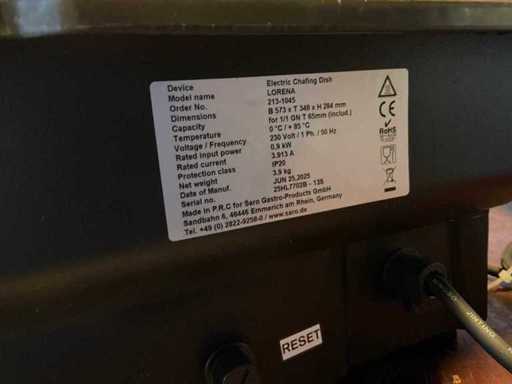 Device Electric Chafing Dish
Model name LORENA
Order No. 213-1045
Dimensions B 573 x T 349 x H 264 mm
Capacity for 1/1 GN T 65mm (includ.)
Temperature 0 °C / + 85 °C
Voltage / Frequency 230 Volt / 1 Ph. / 50 Hz
Rated input power 0,9 kW
Rated current 3.913 A
Protection class IP20
Net weight 3.9 kg
Date of Manuf. JUN 25,2025
Serial no. 25HL7702B - 135
Made in P.R.C for Saro Gastro-Products GmbH
Sandbahn 6, 46446 Emmerich am Rhein, Germany
Tel. +49 (0) 2822-9258-0 / www.saro.de
CE
RoHS
RESET